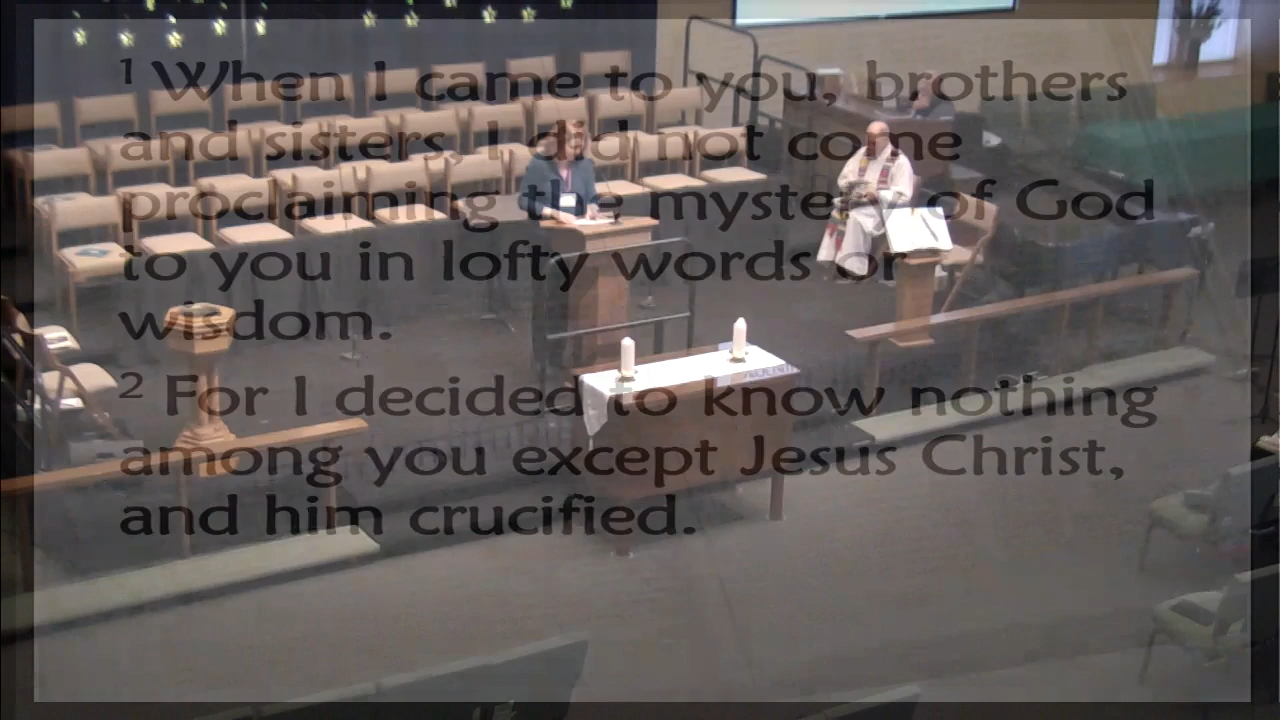 1 When I came to you, brothers
and sisters, I did not come
proclaiming the mystery of God
to you in lofty words or
wisdom.
2 For I decided to know nothing
among you except Jesus Christ,
and him crucified.